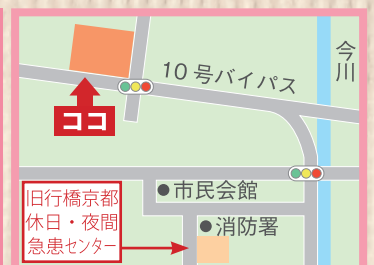 今川
10号バイパス
ココ
市民会館
旧行橋京都
休日・夜間
急患センター
消防署